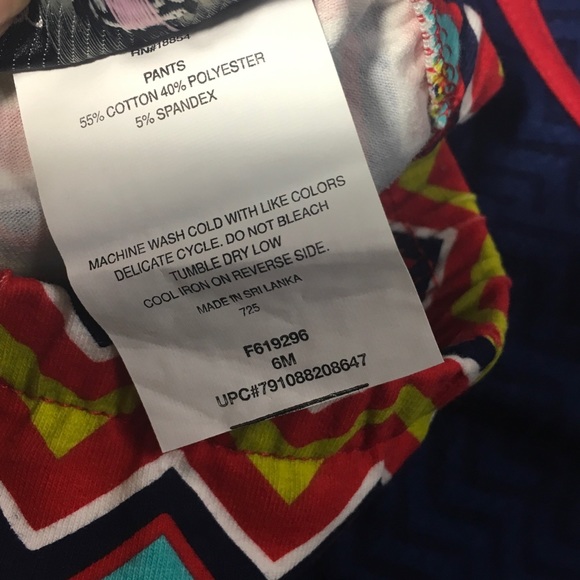 PANTS
55% COTTON 40% POLYESTER
5% SPANDEX
MACHINE WASH COLD WITH LIKE COLORS
DELICATE CYCLE. DO NOT BLEACH
TUMBLE DRY LOW
COOL IRON ON REVERSE SIDE.
MADE IN SRI LANKA
725
F619296
6M
UPC#791088208647